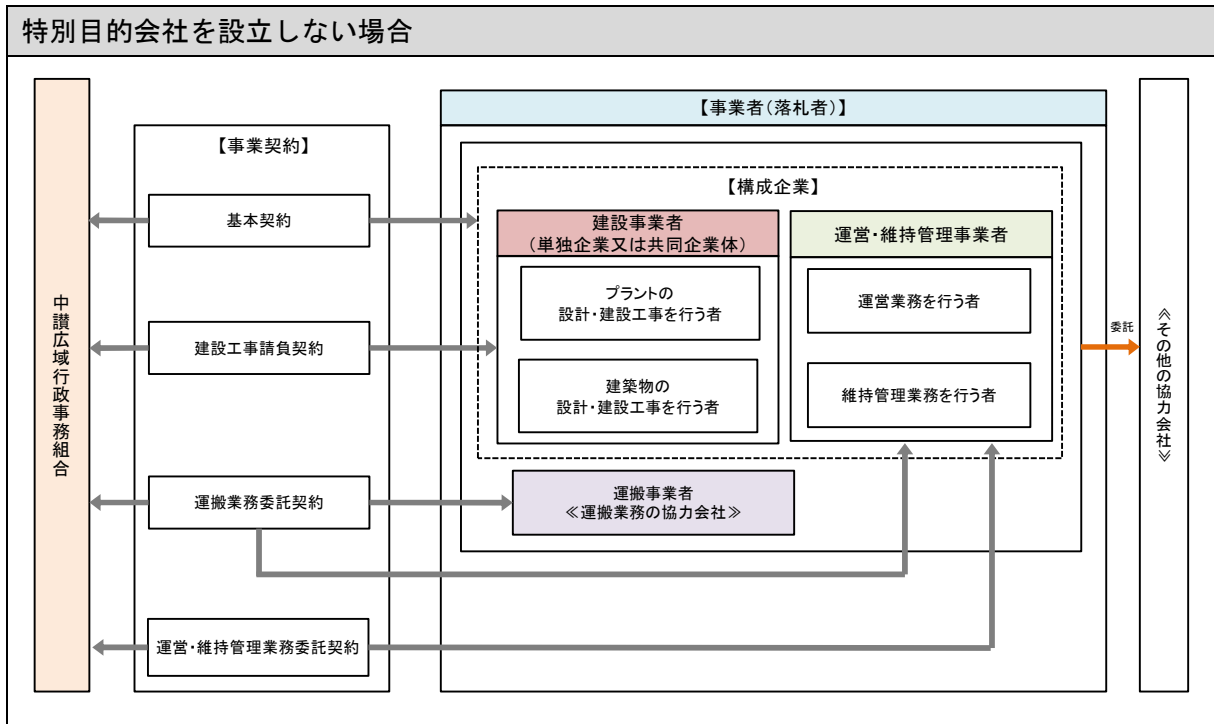 特別目的会社を設立しない場合
中讃広域行政事務組合
【事業契約】
基本契約
建設工事請負契約
運搬業務委託契約
運営・維持管理業務委託契約
【事業者(落札者)】
【構成企業】
建設事業者
(単独企業又は共同企業体)
プラントの
設計・建設工事を行う者
建築物の
設計・建設工事を行う者
運営・維持管理事業者
運営業務を行う者
維持管理業務を行う者
運搬事業者
≪運搬業務の協力会社≫
委託
≪その他の協力会社≫